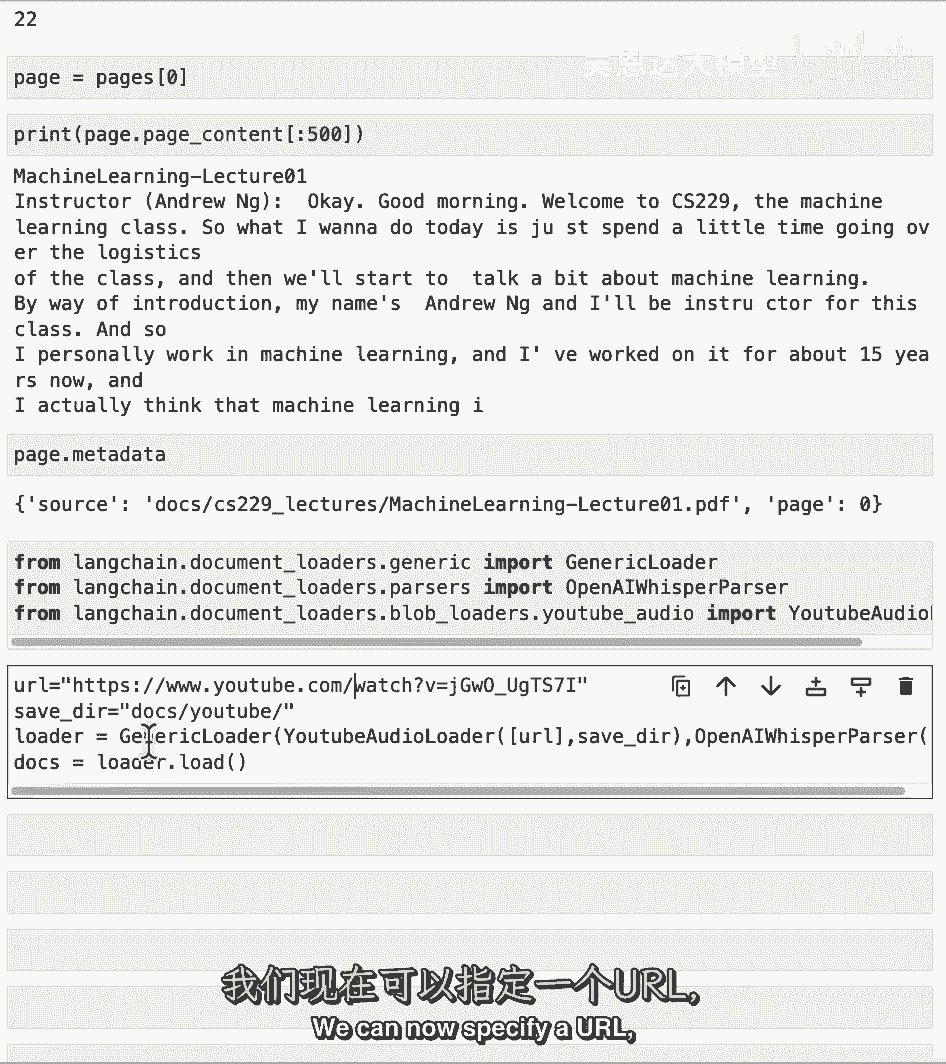 22
page = pages[0]
print(page.page_content[:500])
MachineLearning-Lecture01
Instructor (Andrew Ng):  Okay. Good morning. Welcome to CS229, the machine
learning class. So what I wanna do today is ju st spend a little time going ov
er the logistics
of the class, and then we'll start to  talk a bit about machine learning.
By way of introduction, my name's  Andrew Ng and I'll be instru ctor for this
class. And so
I personally work in machine learning, and I' ve worked on it for about 15 yea
rs now, and
I actually think that machine learning i
page.metadata
{'source': 'docs/cs229_lectures/MachineLearning-Lecture01.pdf', 'page': 0}
from langchain.document_loaders.generic import GenericLoader
from langchain.document_loaders.parsers import OpenAIWhisperParser
from langchain.document_loaders.blob_loaders.youtube_audio import YoutubeAudio
url="https://www.youtube.com/watch?v=jGwO_UgTS7I"
save_dir="docs/youtube/"
loader = GenericLoader(YoutubeAudioLoader([url],save_dir),OpenAIWhisperParser(
docs = loader.load()
我们现在可以指定一个URL,
We can now specify a URL,